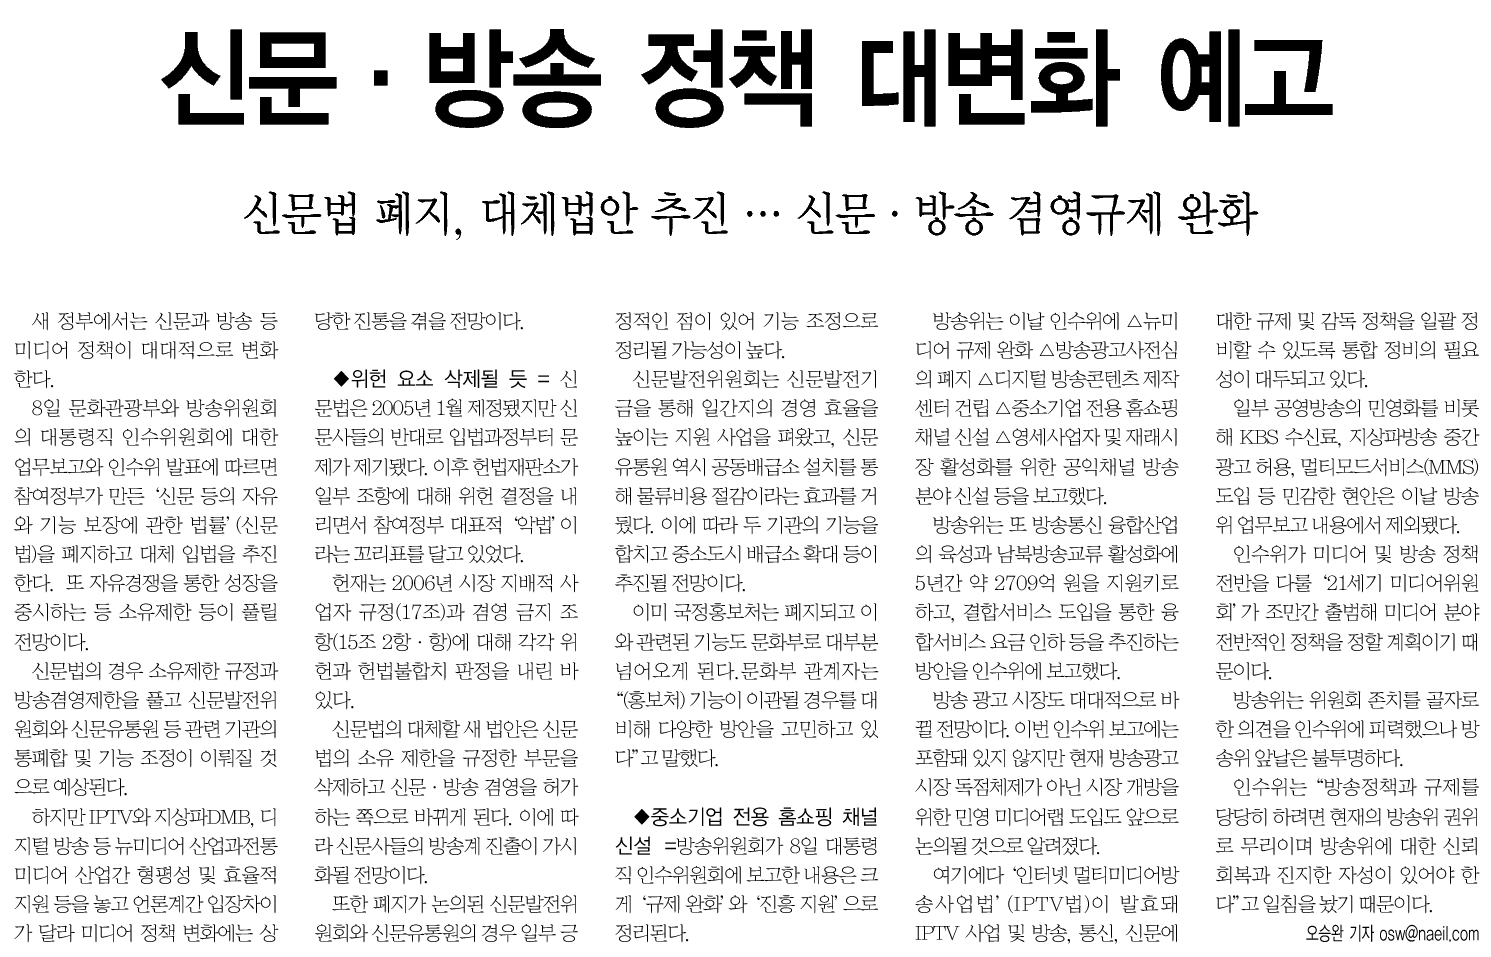 신문·방송 정책 대변화 예고
신문법 폐지, 대체법안 추진 … 신문·방송 겸영규제 완화
새 정부에서는 신문과 방송 등
미디어 정책이 대대적으로 변화
한다.
8일 문화관광부와 방송위원회
의 대통령직 인수위원회에 대한
업무보고와 인수위 발표에 따르면
참여정부가 만든 ‘신문 등의 자유
와 기능 보장에 관한 법률’(신문
법)을 폐지하고 대체 입법을 추진
한다. 또 자유경쟁을 통한 성장을
중시하는 등 소유제한 등이 풀릴
전망이다.
신문법의 경우 소유제한 규정과
방송겸영제한을 풀고 신문발전위
원회와 신문유통원 등 관련 기관의
통폐합 및 기능 조정이 이뤄질 것
으로 예상된다.
하지만 IPTV와 지상파DMB, 디
지털 방송 등 뉴미디어 산업과전통
미디어 산업간 형평성 및 효율적
지원 등을 놓고 언론계간 입장차이
가 달라 미디어 정책 변화에는 상
당한 진통을 겪을 전망이다.
◆위헌 요소 삭제될 듯 = 신
문법은 2005년 1월 제정됐지만 신
문사들의 반대로 입법과정부터 문
제가 제기됐다. 이후 헌법재판소가
일부 조항에 대해 위헌 결정을 내
리면서 참여정부 대표적 ‘악법’이
라는 꼬리표를 달고 있었다.
헌재는 2006년 시장 지배적 사
업자 규정(17조)과 겸영 금지 조
항(15조 2항·항)에 대해 각각 위
헌과 헌법불합치 판정을 내린 바
있다.
신문법의 대체할 새 법안은 신문
법의 소유 제한을 규정한 부문을
삭제하고 신문·방송 겸영을 허가
하는 쪽으로 바뀌게 된다. 이에 따
라 신문사들의 방송계 진출이 가시
화될 전망이다.
또한 폐지가 논의된 신문발전위
원회와 신문유통원의 경우 일부 긍
정적인 점이 있어 기능 조정으로
정리될 가능성이 높다.
신문발전위원회는 신문발전기
금을 통해 일간지의 경영 효율을
높이는 지원 사업을 펴왔고, 신문
유통원 역시 공동배급소 설치를 통
해 물류비용 절감이라는 효과를 거
뒀다. 이에 따라 두 기관의 기능을
합치고 중소도시 배급소 확대 등이
추진될 전망이다.
이미 국정홍보처는 폐지되고 이
와 관련된 기능도 문화부로 대부분
넘어오게 된다. 문화부 관계자는
“(홍보처) 기능이 이관될 경우를 대
비해 다양한 방안을 고민하고 있
다”고 말했다.
◆중소기업 전용 홈쇼핑 채널
신설 =방송위원회가 8일 대통령
직 인수위원회에 보고한 내용은 크
게 ‘규제 완화’와 ‘진흥 지원’으로
정리된다.
방송위는 이날 인수위에 △뉴미
디어 규제 완화 △방송광고사전심
의 폐지 △디지털 방송콘텐츠 제작
센터 건립 △중소기업 전용 홈쇼핑
채널 신설 △영세사업자 및 재래시
장 활성화를 위한 공익채널 방송
분야 신설 등을 보고했다.
방송위는 또 방송통신 융합산업
의 육성과 남북방송교류 활성화에
5년간 약 2709억 원을 지원키로
하고, 결합서비스 도입을 통한 융
합서비스 요금 인하 등을 추진하는
방안을 인수위에 보고했다.
방송 광고 시장도 대대적으로 바
뀔 전망이다. 이번 인수위 보고에는
포함돼 있지 않지만 현재 방송광고
시장 독점체제가 아닌 시장 개방을
위한 민영 미디어랩 도입도 앞으로
논의될 것으로 알려졌다.
여기에다 ‘인터넷 멀티미디어방
송사업법’(IPTV법)이 발효돼
IPTV 사업 및 방송, 통신, 신문에
대한 규제 및 감독 정책을 일괄 정
비할 수 있도록 통합 정비의 필요
성이 대두되고 있다.
일부 공영방송의 민영화를 비롯
해 KBS 수신료, 지상파방송 중간
광고 허용, 멀티모드서비스(MMS)
도입 등 민감한 현안은 이날 방송
위 업무보고 내용에서 제외됐다.
인수위가 미디어 및 방송 정책
전반을 다룰 ‘21세기 미디어위원
회’가 조만간 출범해 미디어 분야
전반적인 정책을 정할 계획이기 때
문이다.
방송위는 위원회 존치를 골자로
한 의견을 인수위에 피력했으나 방
송위 앞날은 불투명하다.
인수위는 “방송정책과 규제를
당당히 하려면 현재의 방송위 권위
로 무리이며 방송위에 대한 신뢰
회복과 진지한 자성이 있어야 한
다”고 일침을 놨기 때문이다.
오승완 기자 osw@naeil.com